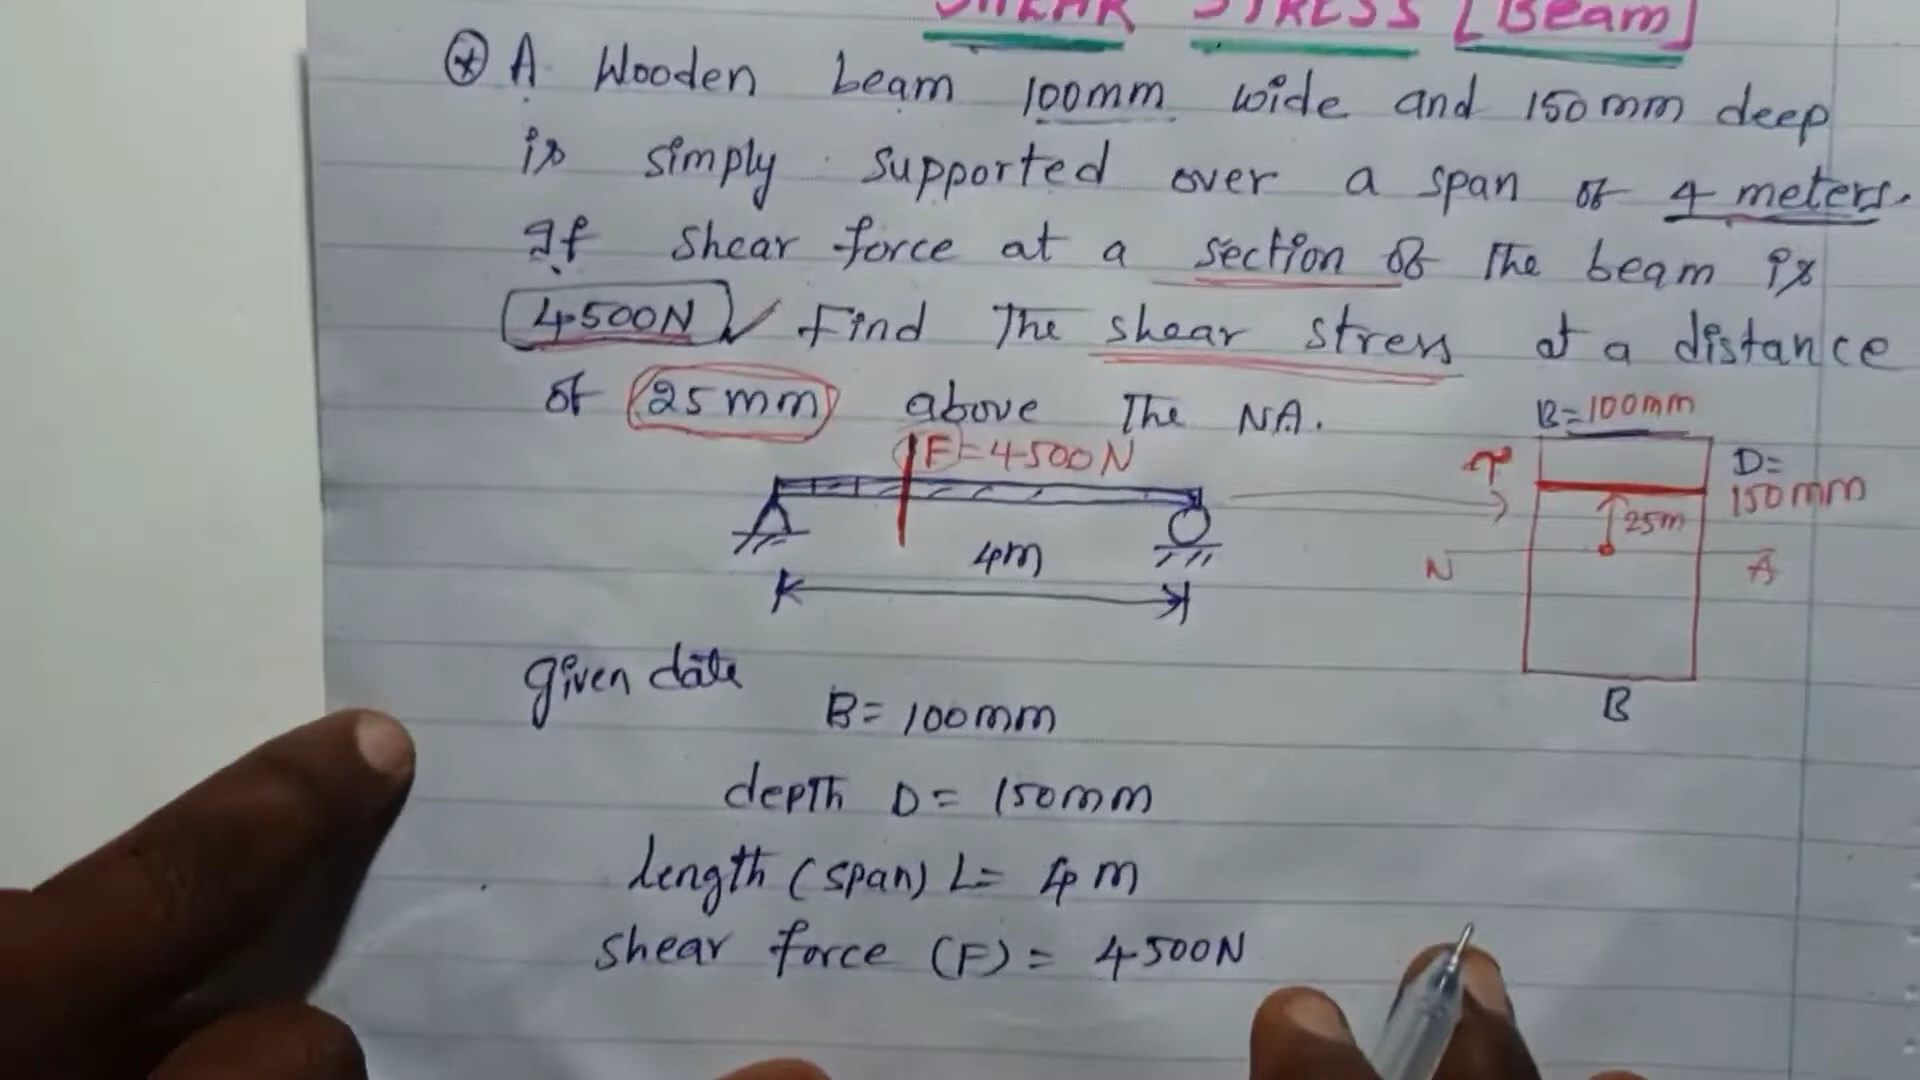 SHEAR STRESS [Beam]
* A Wooden beam 100mm wide and 150mm deep
is simply supported over a span of 4 meters.
If shear force at a section of the beam is
4500N ✓ Find The shear stress at a distance
of 25mm above The NA.
F=4500N
4m
B=100mm
τ
D=
150mm
25m
N
A
B
given date
B= 100mm
depth D= 150mm
Length (span) L= 4m
shear force (F) = 4500N